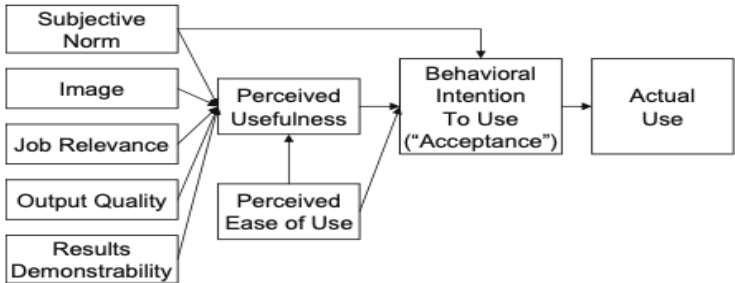 Subjective
Norm
Image
Job Relevance
Output Quality
Results
Demonstrability
Perceived
Usefulness
Perceived
Ease of Use
Behavioral
Intention
To Use
(“Acceptance”)
Actual
Use